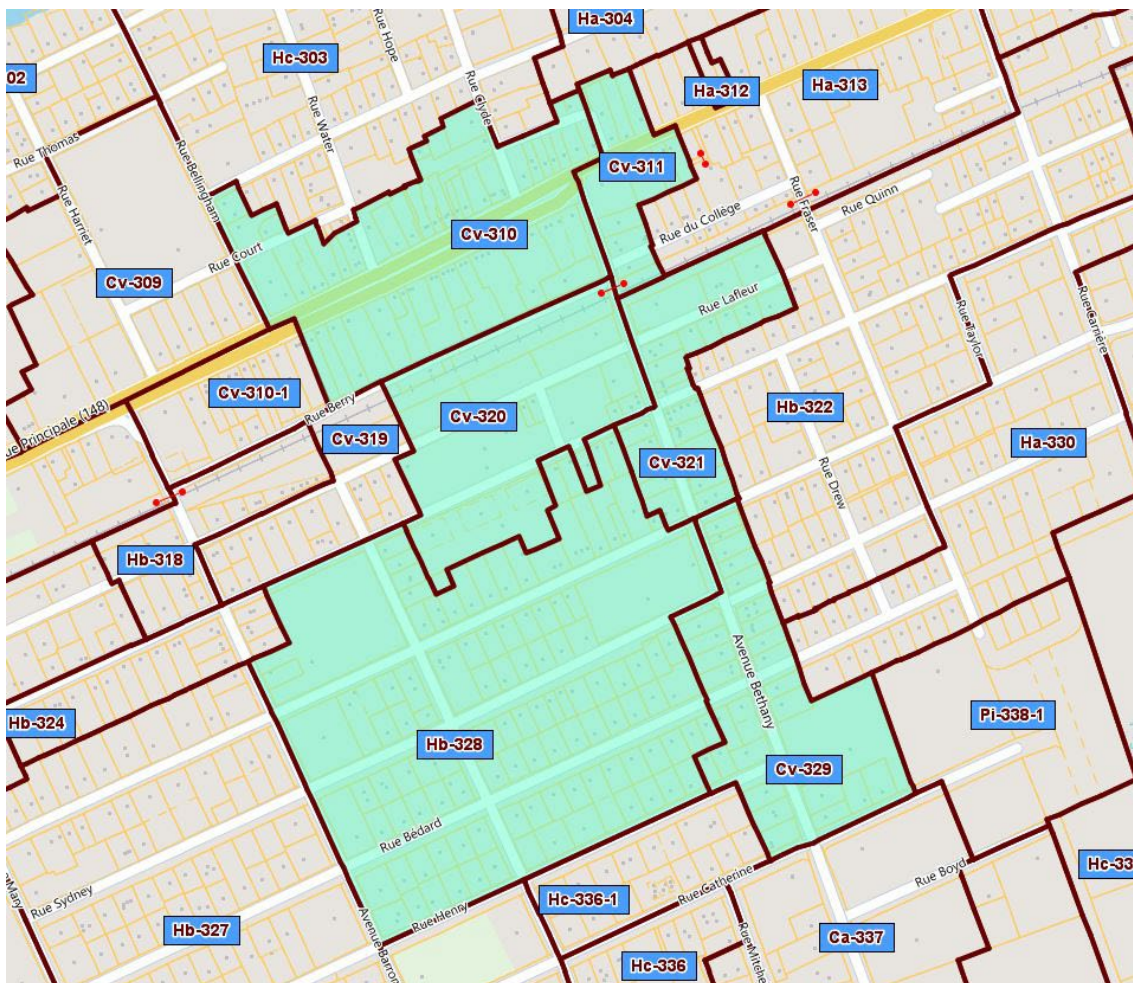 Ha-304
Rue Hope
Hc-303
Rue Clyde
02
Rue Water
Ha-312
Ha-313
Rue Thomas
Rue Bellingham
Cv-311
Rue Fraser
Rue Quinn
Rue Harriet
Rue du Collège
Cv-310
Rue Court
Cv-309
Rue Lafleur
Rue Taylor
Rue Carrière
Cv-310-1
Rue Berry
Cv-320
Hb-322
ue Principale (148)
Cv-319
Ha-330
Cv-321
Rue Drew
Hb-318
Avenue Bethany
Hb-324
Pi-338-1
Hb-328
Cv-329
Rue Bédard
Hc-33
Rue Boyd
Mary
Rue Sydney
Rue Catherine
Hc-336-1
Rue Henry
Hb-327
Avenue Barron
Ca-337
Rue Mitche
Hc-336